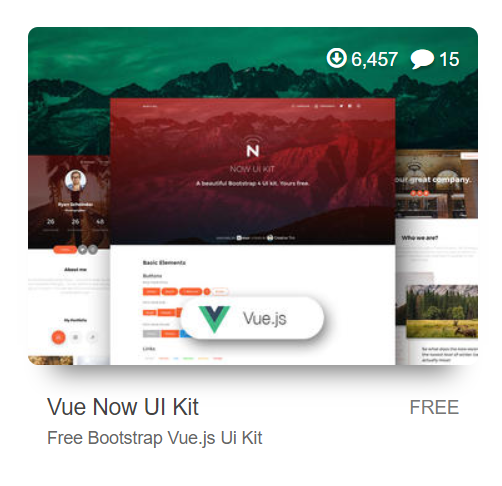 6,457 15
N
NOW UI KIT
A beautiful Bootstrap 4 UI kit. Yours free.
Ryan Scheinder
26 26 48
About me
My Portfolio
our great company.
Who we are?
Basic Elements
Buttons
Links
Vue.js
Vue Now UI Kit FREE
Free Bootstrap Vue.js Ui Kit